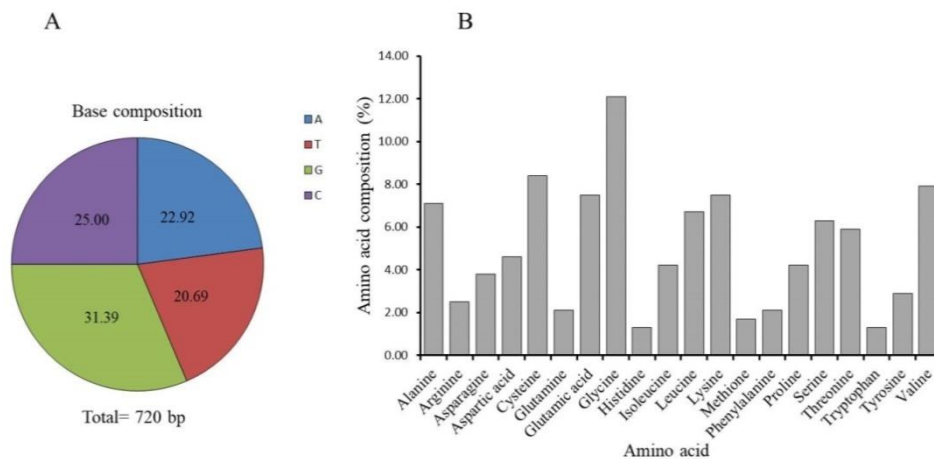 A
Base composition
A
T
G
C
25.00
22.92
20.69
31.39
Total= 720 bp
B
Amino acid composition (%)
14.00
12.00
10.00
8.00
6.00
4.00
2.00
0.00
Alanine
Arginine
Asparagine
Aspartic acid
Cysteine
Glutamine
Glutamic acid
Glycine
Histidine
Isoleucine
Leucine
Lysine
Methione
Phenylalanine
Proline
Serine
Threonine
Tryptophan
Tyrosine
Valine
Amino acid